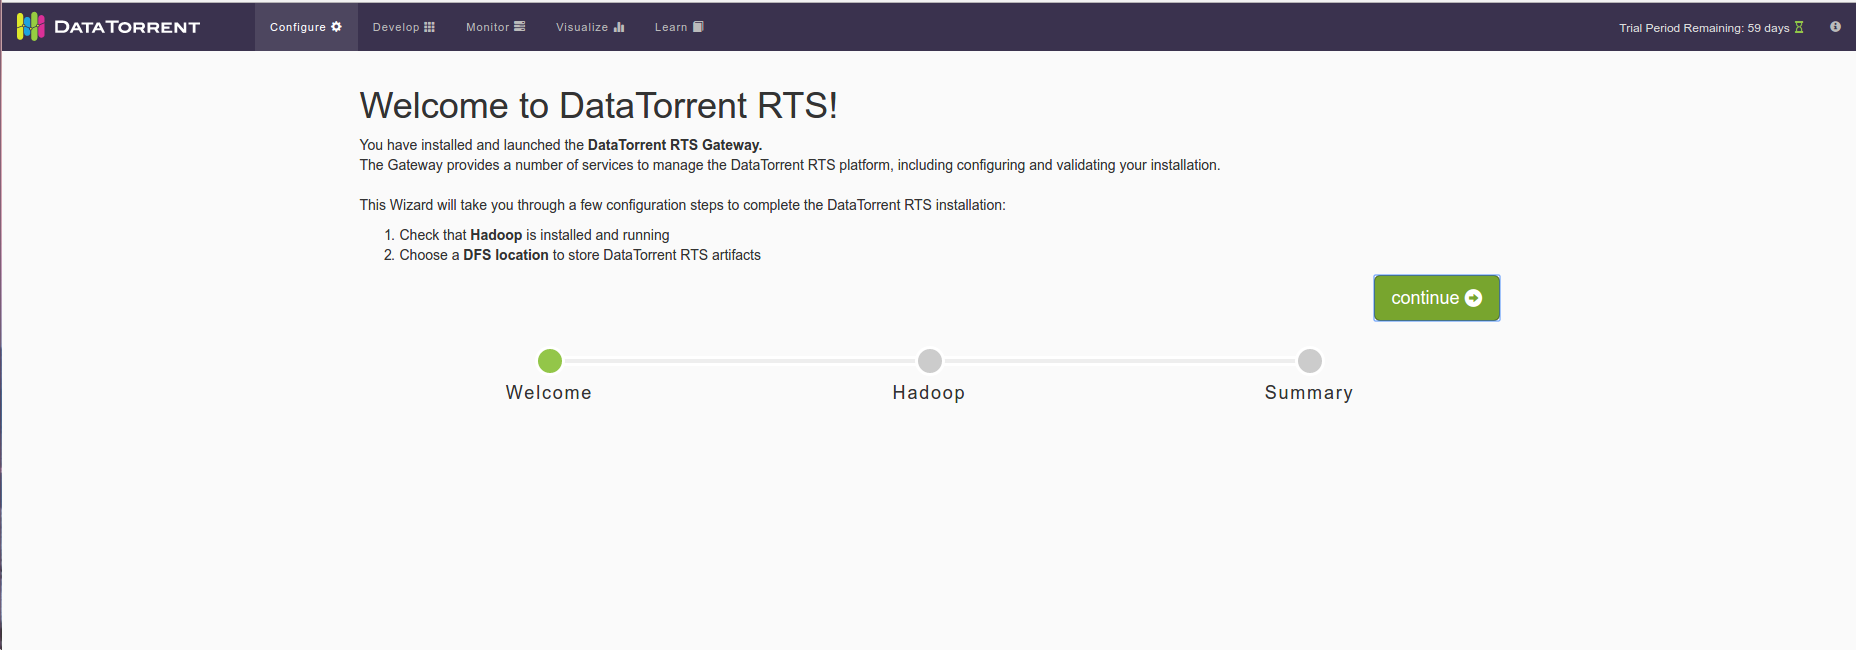 DATATORRENT
Configure
Develop
Monitor
Visualize
Learn
Trial Period Remaining: 59 days
Welcome to DataTorrent RTS!
You have installed and launched the DataTorrent RTS Gateway.
The Gateway provides a number of services to manage the DataTorrent RTS platform, including configuring and validating your installation.
This Wizard will take you through a few configuration steps to complete the DataTorrent RTS installation:
1. Check that Hadoop is installed and running
2. Choose a DFS location to store DataTorrent RTS artifacts
continue
Welcome
Hadoop
Summary